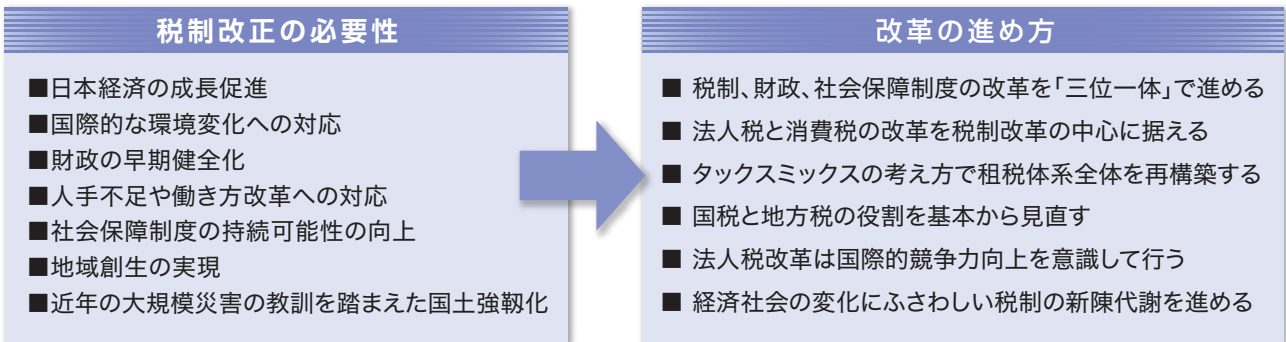 税制改正の必要性
■日本経済の成長促進
■国際的な環境変化への対応
■財政の早期健全化
■人手不足や働き方改革への対応
■社会保障制度の持続可能性の向上
■地域創生の実現
■近年の大規模災害の教訓を踏まえた国土強靱化
改革の進め方
■ 税制、財政、社会保障制度の改革を「三位一体」で進める
■ 法人税と消費税の改革を税制改革の中心に据える
■ タックスミックスの考え方で租税体系全体を再構築する
■ 国税と地方税の役割を基本から見直す
■ 法人税改革は国際的競争力向上を意識して行う
■ 経済社会の変化にふさわしい税制の新陳代謝を進める